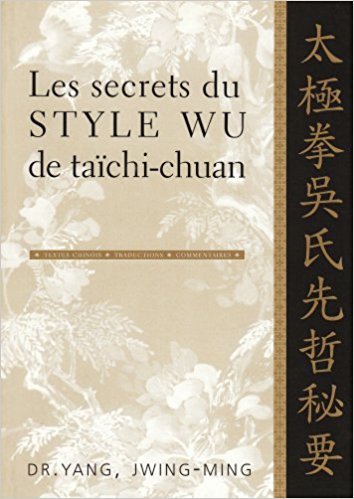 Les secrets du
STYLE WU
de taïchi-chuan
TEXTES CHINOIS • TRADUCTIONS • COMMENTAIRES
DR. YANG, JWING-MING
太極拳吳氏先哲秘要